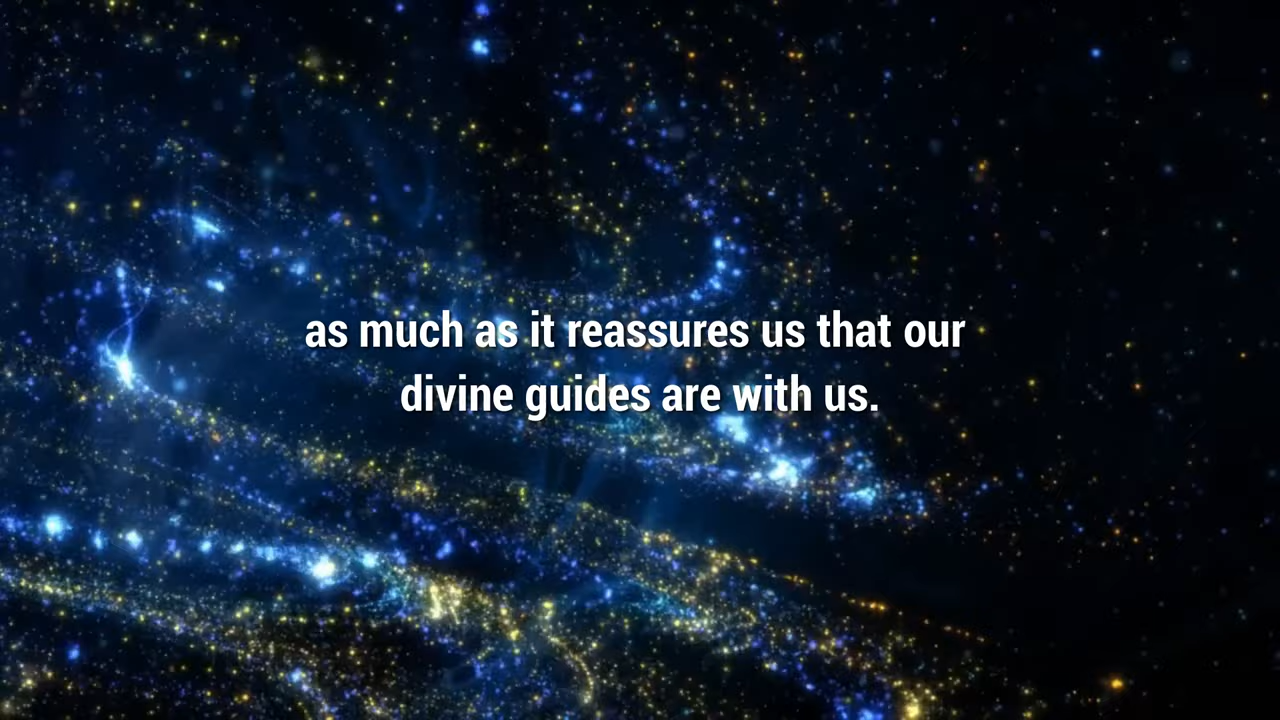 as much as it reassures us that our
divine guides are with us.